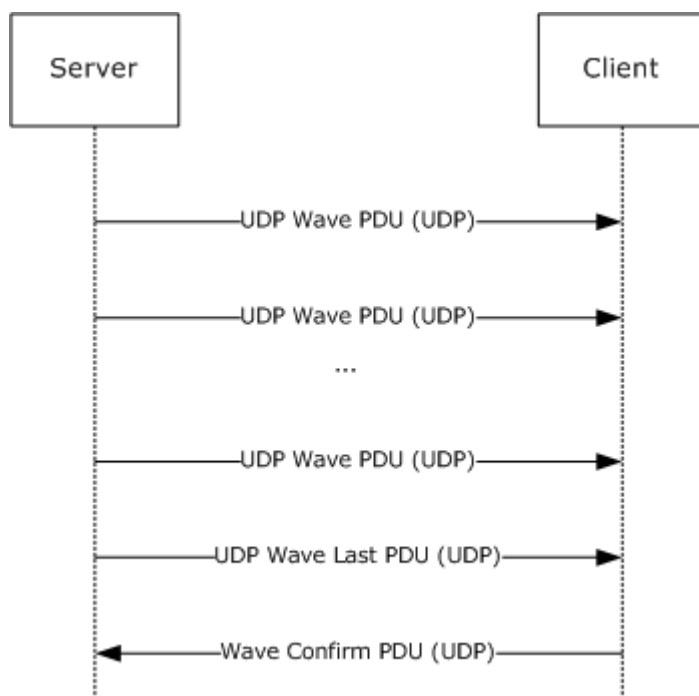 Server
Client
UDP Wave PDU (UDP)
UDP Wave PDU (UDP)
...
UDP Wave PDU (UDP)
UDP Wave Last PDU (UDP)
Wave Confirm PDU (UDP)